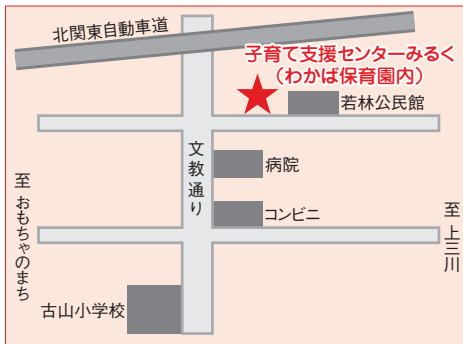 北関東自動車道
子育て支援センターみるく
（わかば保育園内）
若林公民館
文教通り
病院
コンビニ
至 おもちゃのまち
至 上三川
古山小学校